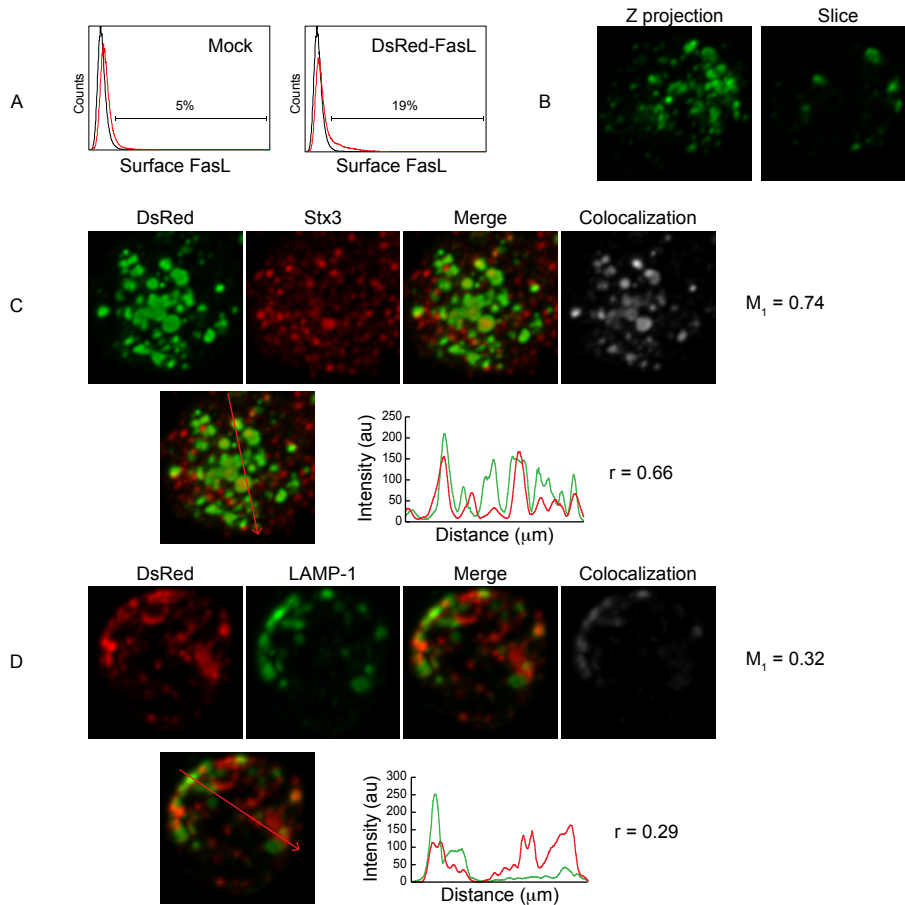 A
Mock
5%
Counts
Surface FasL
DsRed-FasL
19%
Counts
Surface FasL
B
Z projection
Slice
C
DsRed
Stx3
Merge
Colocalization
M₁ = 0.74
250
200
150
100
50
0
Intensity (au)
Distance (μm)
r = 0.66
D
DsRed
LAMP-1
Merge
Colocalization
M₁ = 0.32
300
250
200
150
100
50
0
Intensity (au)
Distance (μm)
r = 0.29